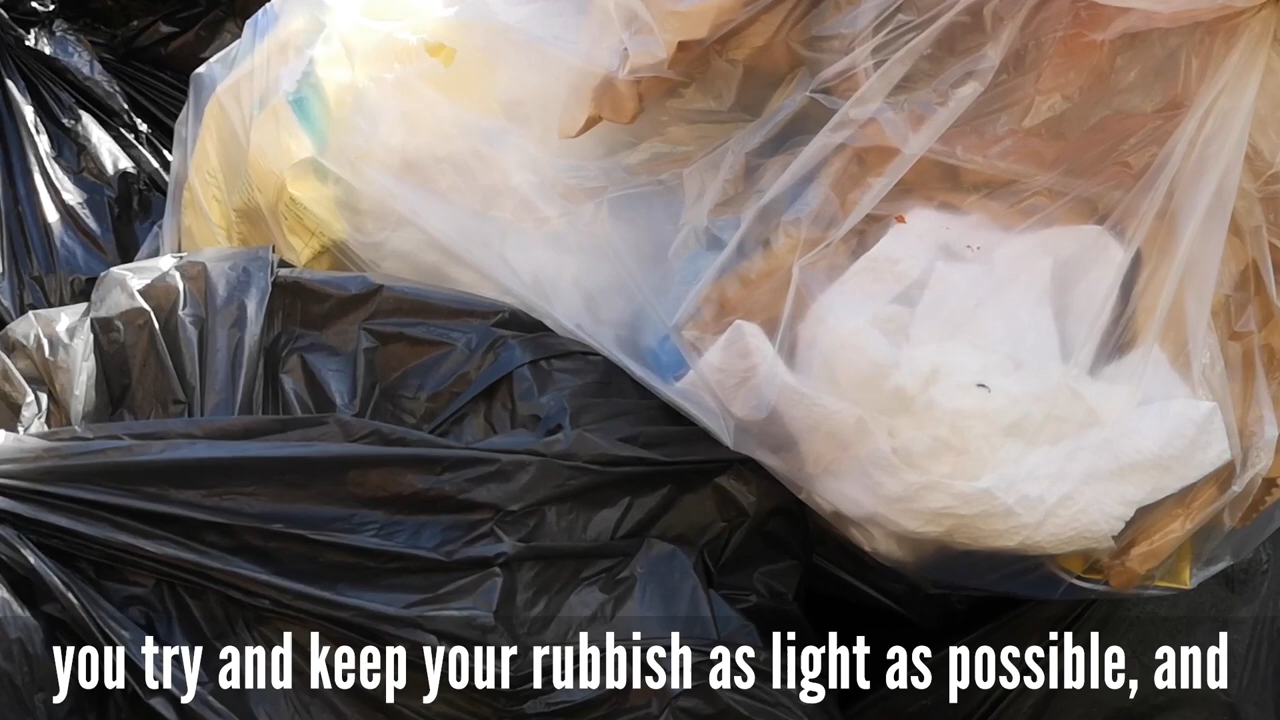 you try and keep your rubbish as light as possible, and